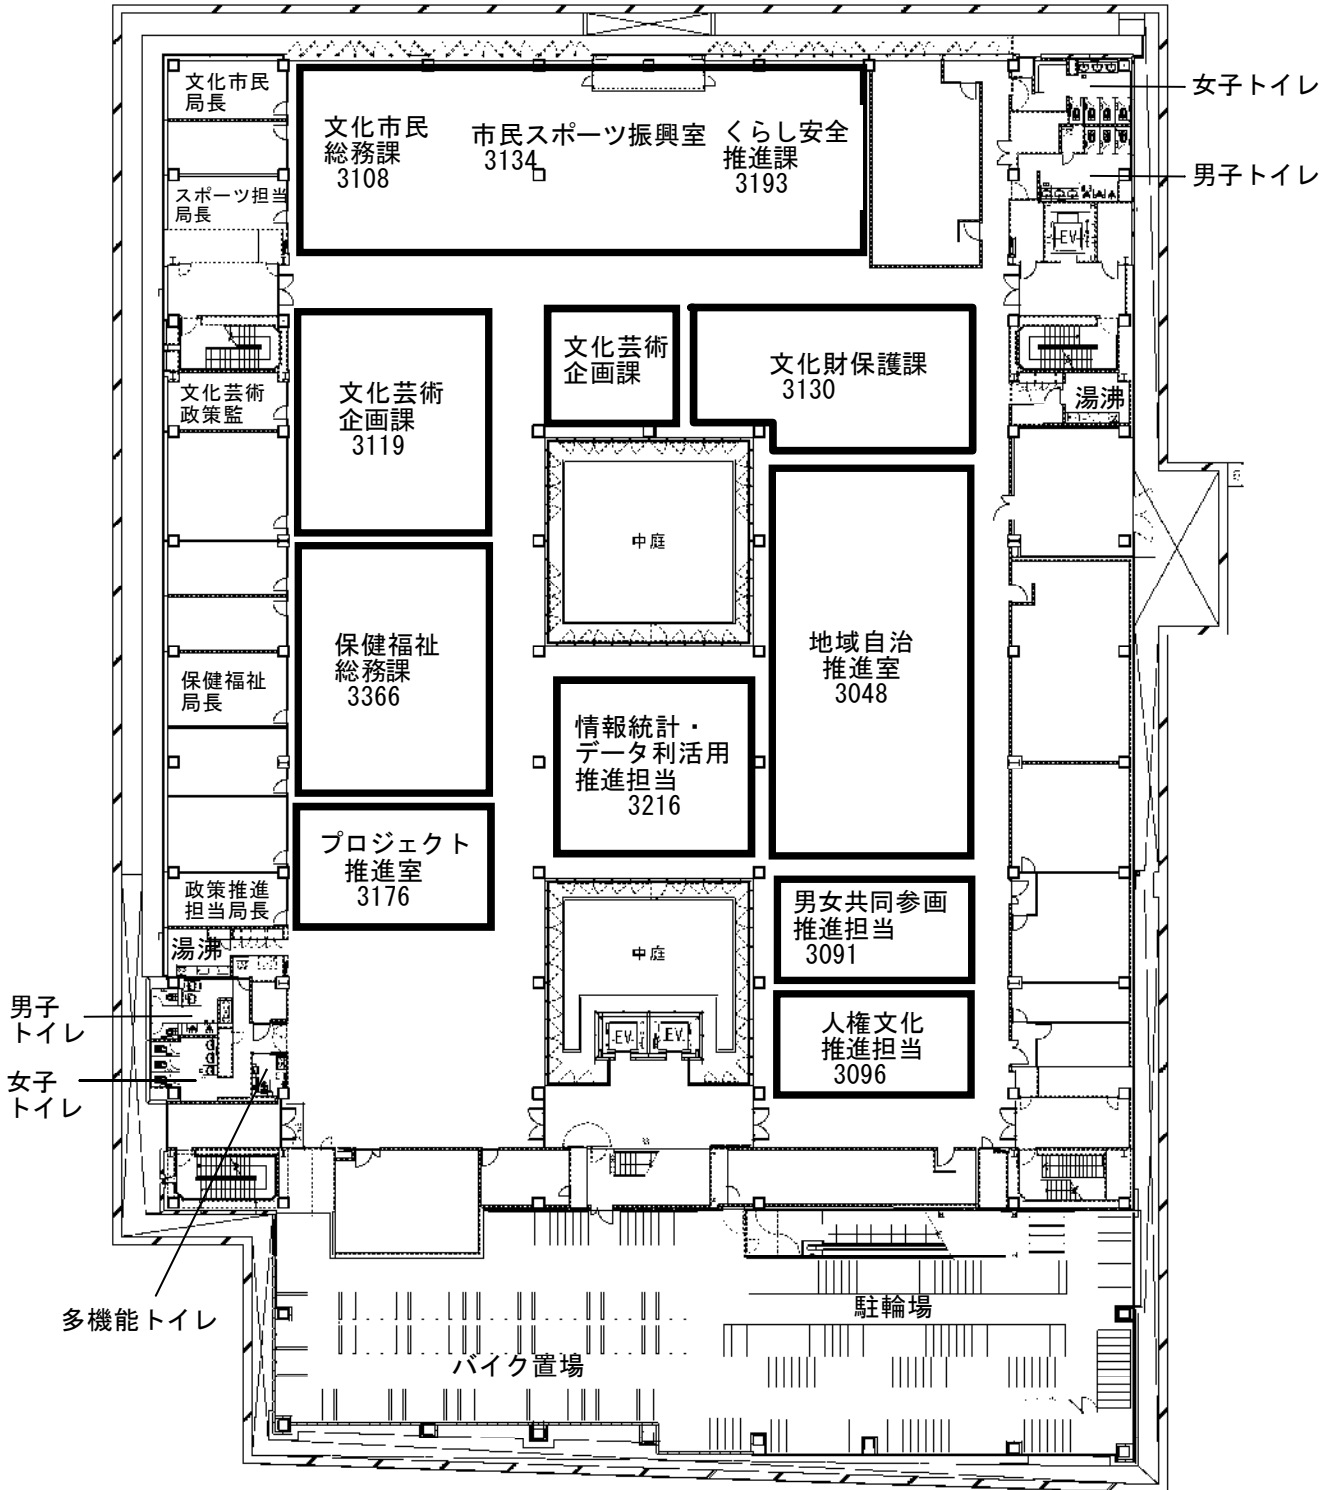 文化市民
局長
文化市民
総務課
3108
市民スポーツ振興室
3134
くらし安全
推進課
3193
女子トイレ
男子トイレ
スポーツ担当
局長
EV
文化芸術
政策監
文化芸術
企画課
3119
文化芸術
企画課
文化財保護課
3130
湯沸
中庭
保健福祉
総務課
3366
地域自治
推進室
3048
保健福祉
局長
情報統計・
データ利活用
推進担当
3216
プロジェクト
推進室
3176
政策推進
担当局長
湯沸
中庭
男女共同参画
推進担当
3091
男子
トイレ
EV
EV
人権文化
推進担当
3096
女子
トイレ
多機能トイレ
駐輪場
バイク置場